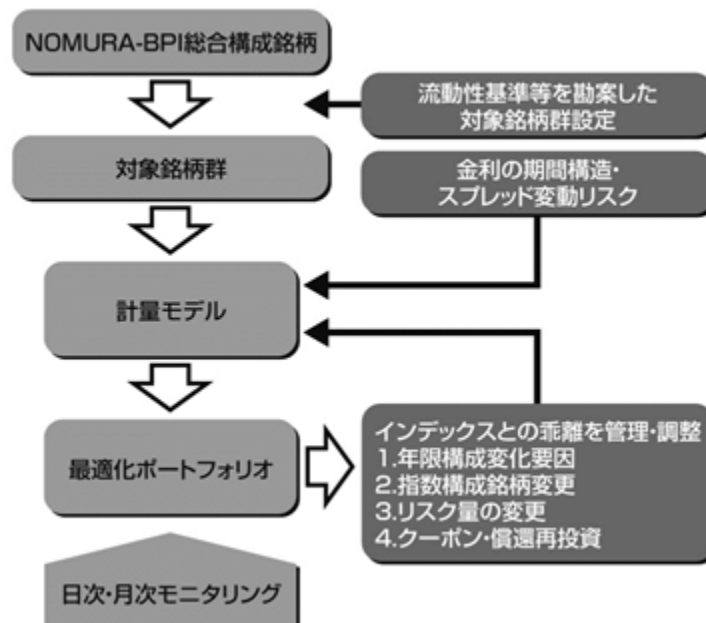 NOMURA-BPI総合構成銘柄
流動性基準等を勘案した
対象銘柄群設定
対象銘柄群
金利の期間構造・
スプレッド変動リスク
計量モデル
最適化ポートフォリオ
インデックスとの乖離を管理・調整
1.年限構成変化要因
2.指数構成銘柄変更
3.リスク量の変更
4.クーポン・償還再投資
日次・月次モニタリング